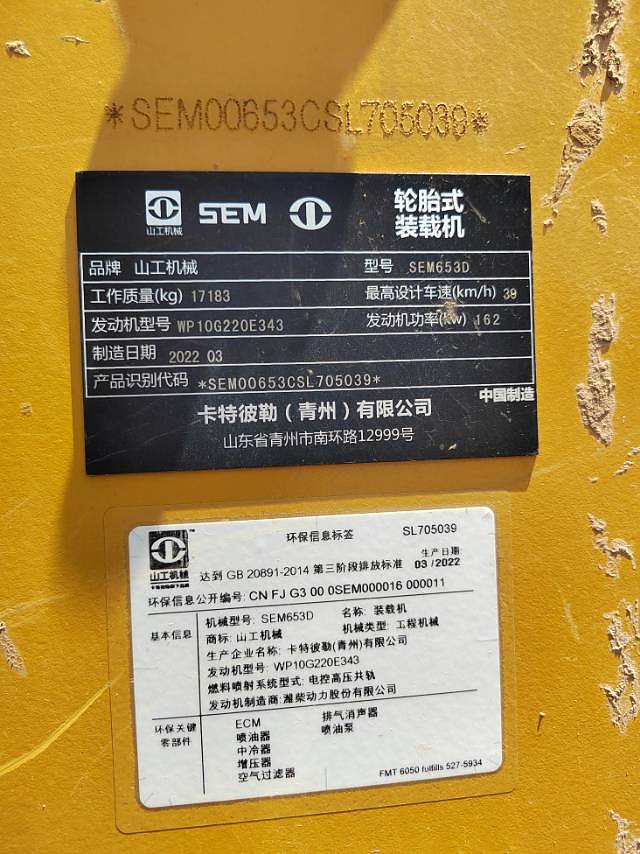 *SEM00653CSL705039*
山工机械 SEM 轮胎式
装载机
品牌 山工机械 型号 SEM653D
工作质量(kg) 17183 最高设计车速(km/h) 39
发动机型号 WP10G220E343 发动机功率(kw) 162
制造日期 2022 03
产品识别代码 *SEM00653CSL705039*
中国制造
卡特彼勒（青州）有限公司
山东省青州市南环路12999号
环保信息标签 SL705039
山工机械
达到 GB 20891-2014 第三阶段排放标准 生产日期
03/2022
环保信息公开编号: CN FJ G3 00 0SEM000016 000011
基本信息
机械型号: SEM653D 名称: 装载机
商标: 山工机械 机械类型: 工程机械
生产企业名称: 卡特彼勒(青州)有限公司
发动机型号: WP10G220E343
燃料喷射系统型式: 电控高压共轨
发动机制造商: 潍柴动力股份有限公司
环保关键
零部件
ECM 排气消声器
喷油器 喷油泵
中冷器
增压器
空气过滤器
FMT 6050 fulfills 527-5934